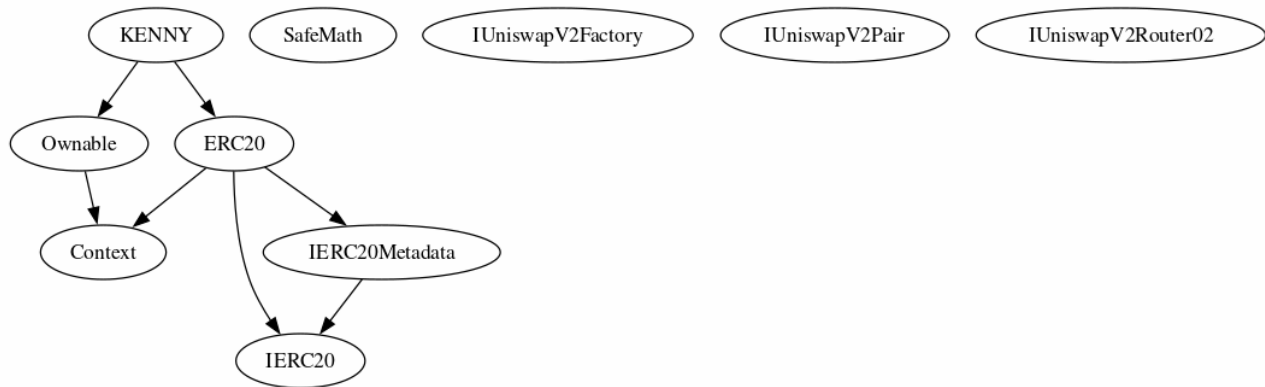 KENNY
SafeMath
IUniswapV2Factory
IUniswapV2Pair
IUniswapV2Router02
Ownable
ERC20
Context
IERC20Metadata
IERC20